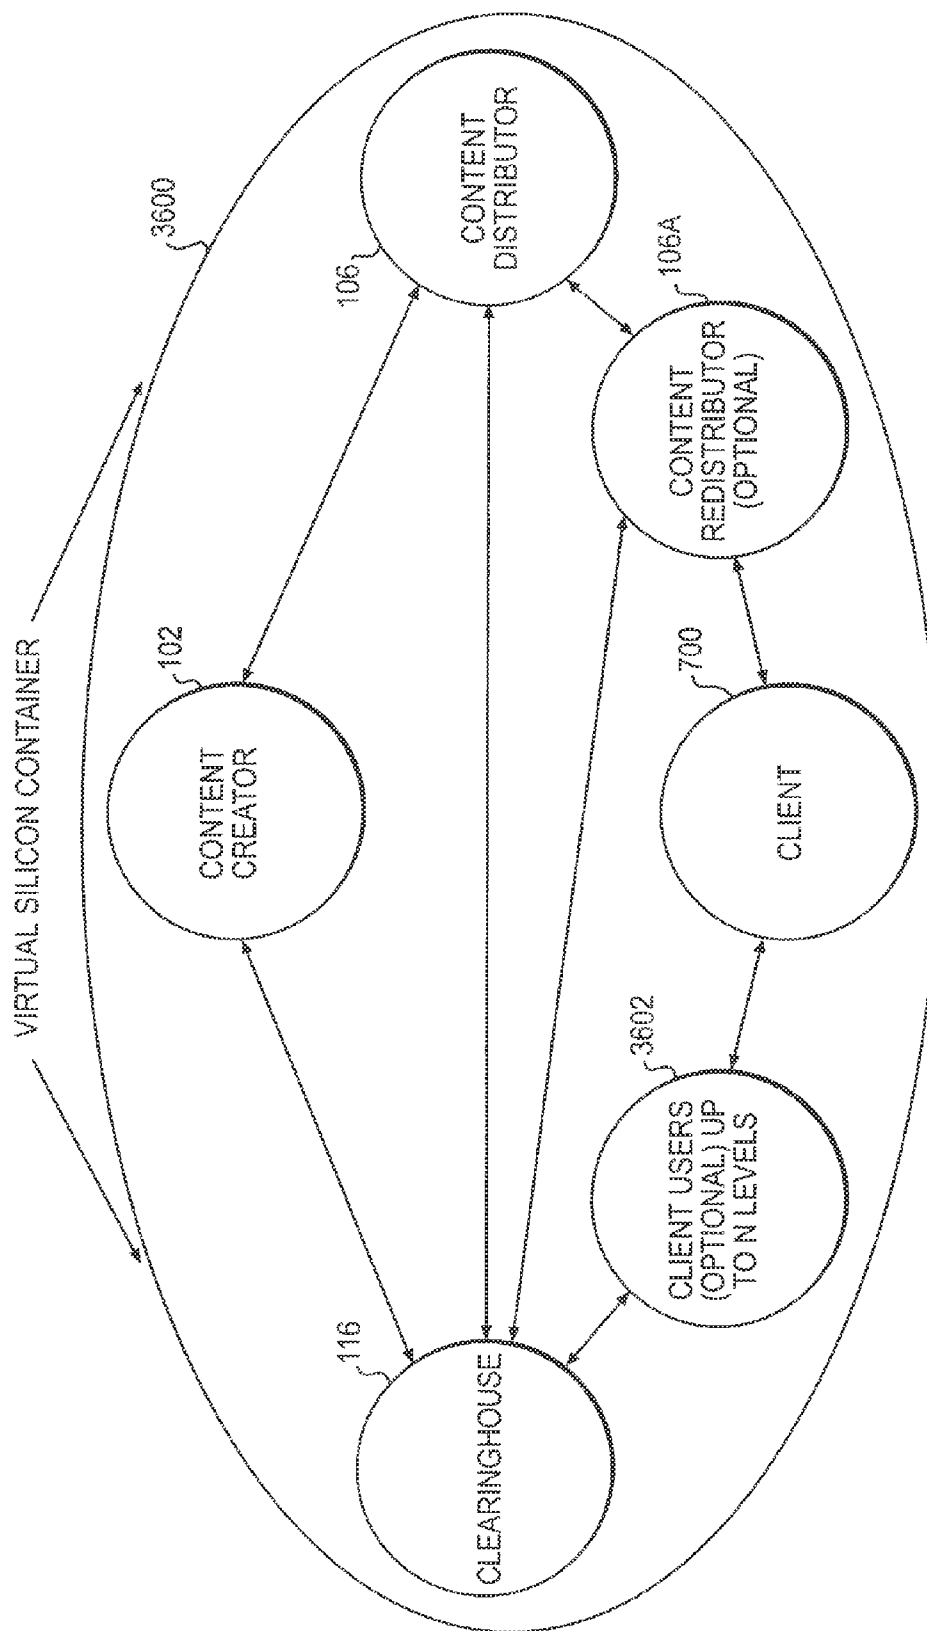 VIRTUAL SILICON CONTAINER
3600
102
CONTENT
CREATOR
116
CLEARINGHOUSE
106
CONTENT
DISTRIBUTOR
3602
CLIENT USERS
(OPTIONAL) UP
TO N LEVELS
700
CLIENT
106A
CONTENT
REDISTRIBUTOR
(OPTIONAL)